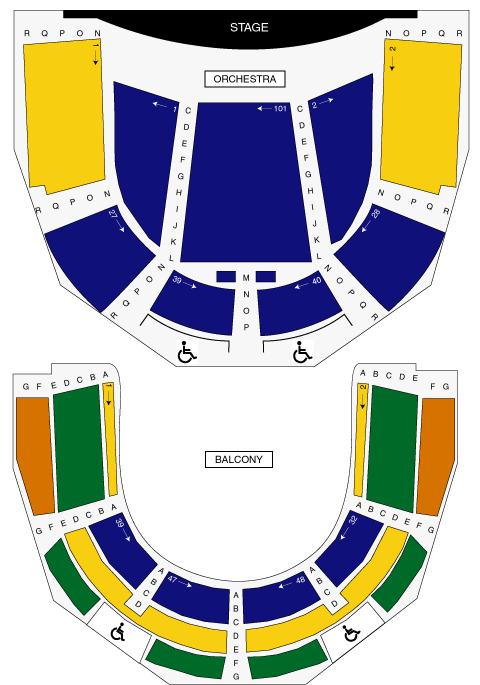 STAGE
R Q P O N
1
2
N O P Q R
ORCHESTRA
1
101
2
C
D
E
F
G
H
I
J
K
L
C
D
E
F
G
H
I
J
K
L
R Q P O N
N O P Q R
27
28
R Q P O N
N O P Q R
39
40
M
N
O
P
G F E D C B A
A B C D E F G
1
2
BALCONY
G F E D C B A
A B C D E F G
39
32
A
B
C
D
A
B
C
D
47
48
A
B
C
D
E
F
G